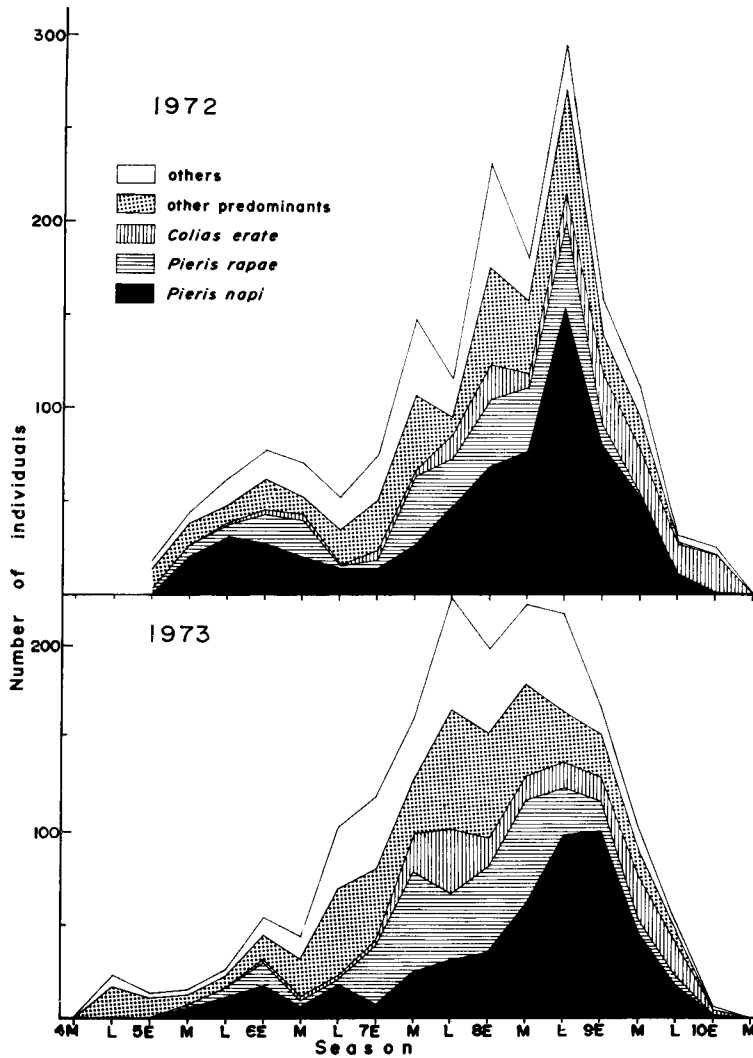 300
1972
others
other predominants
Colias erate
Pieris rapae
Pieris napi
200
100
Number of individuals
1973
200
100
4M L 5E M L 6E M L 7E M L 8E M L 9E M L 10E M
Season